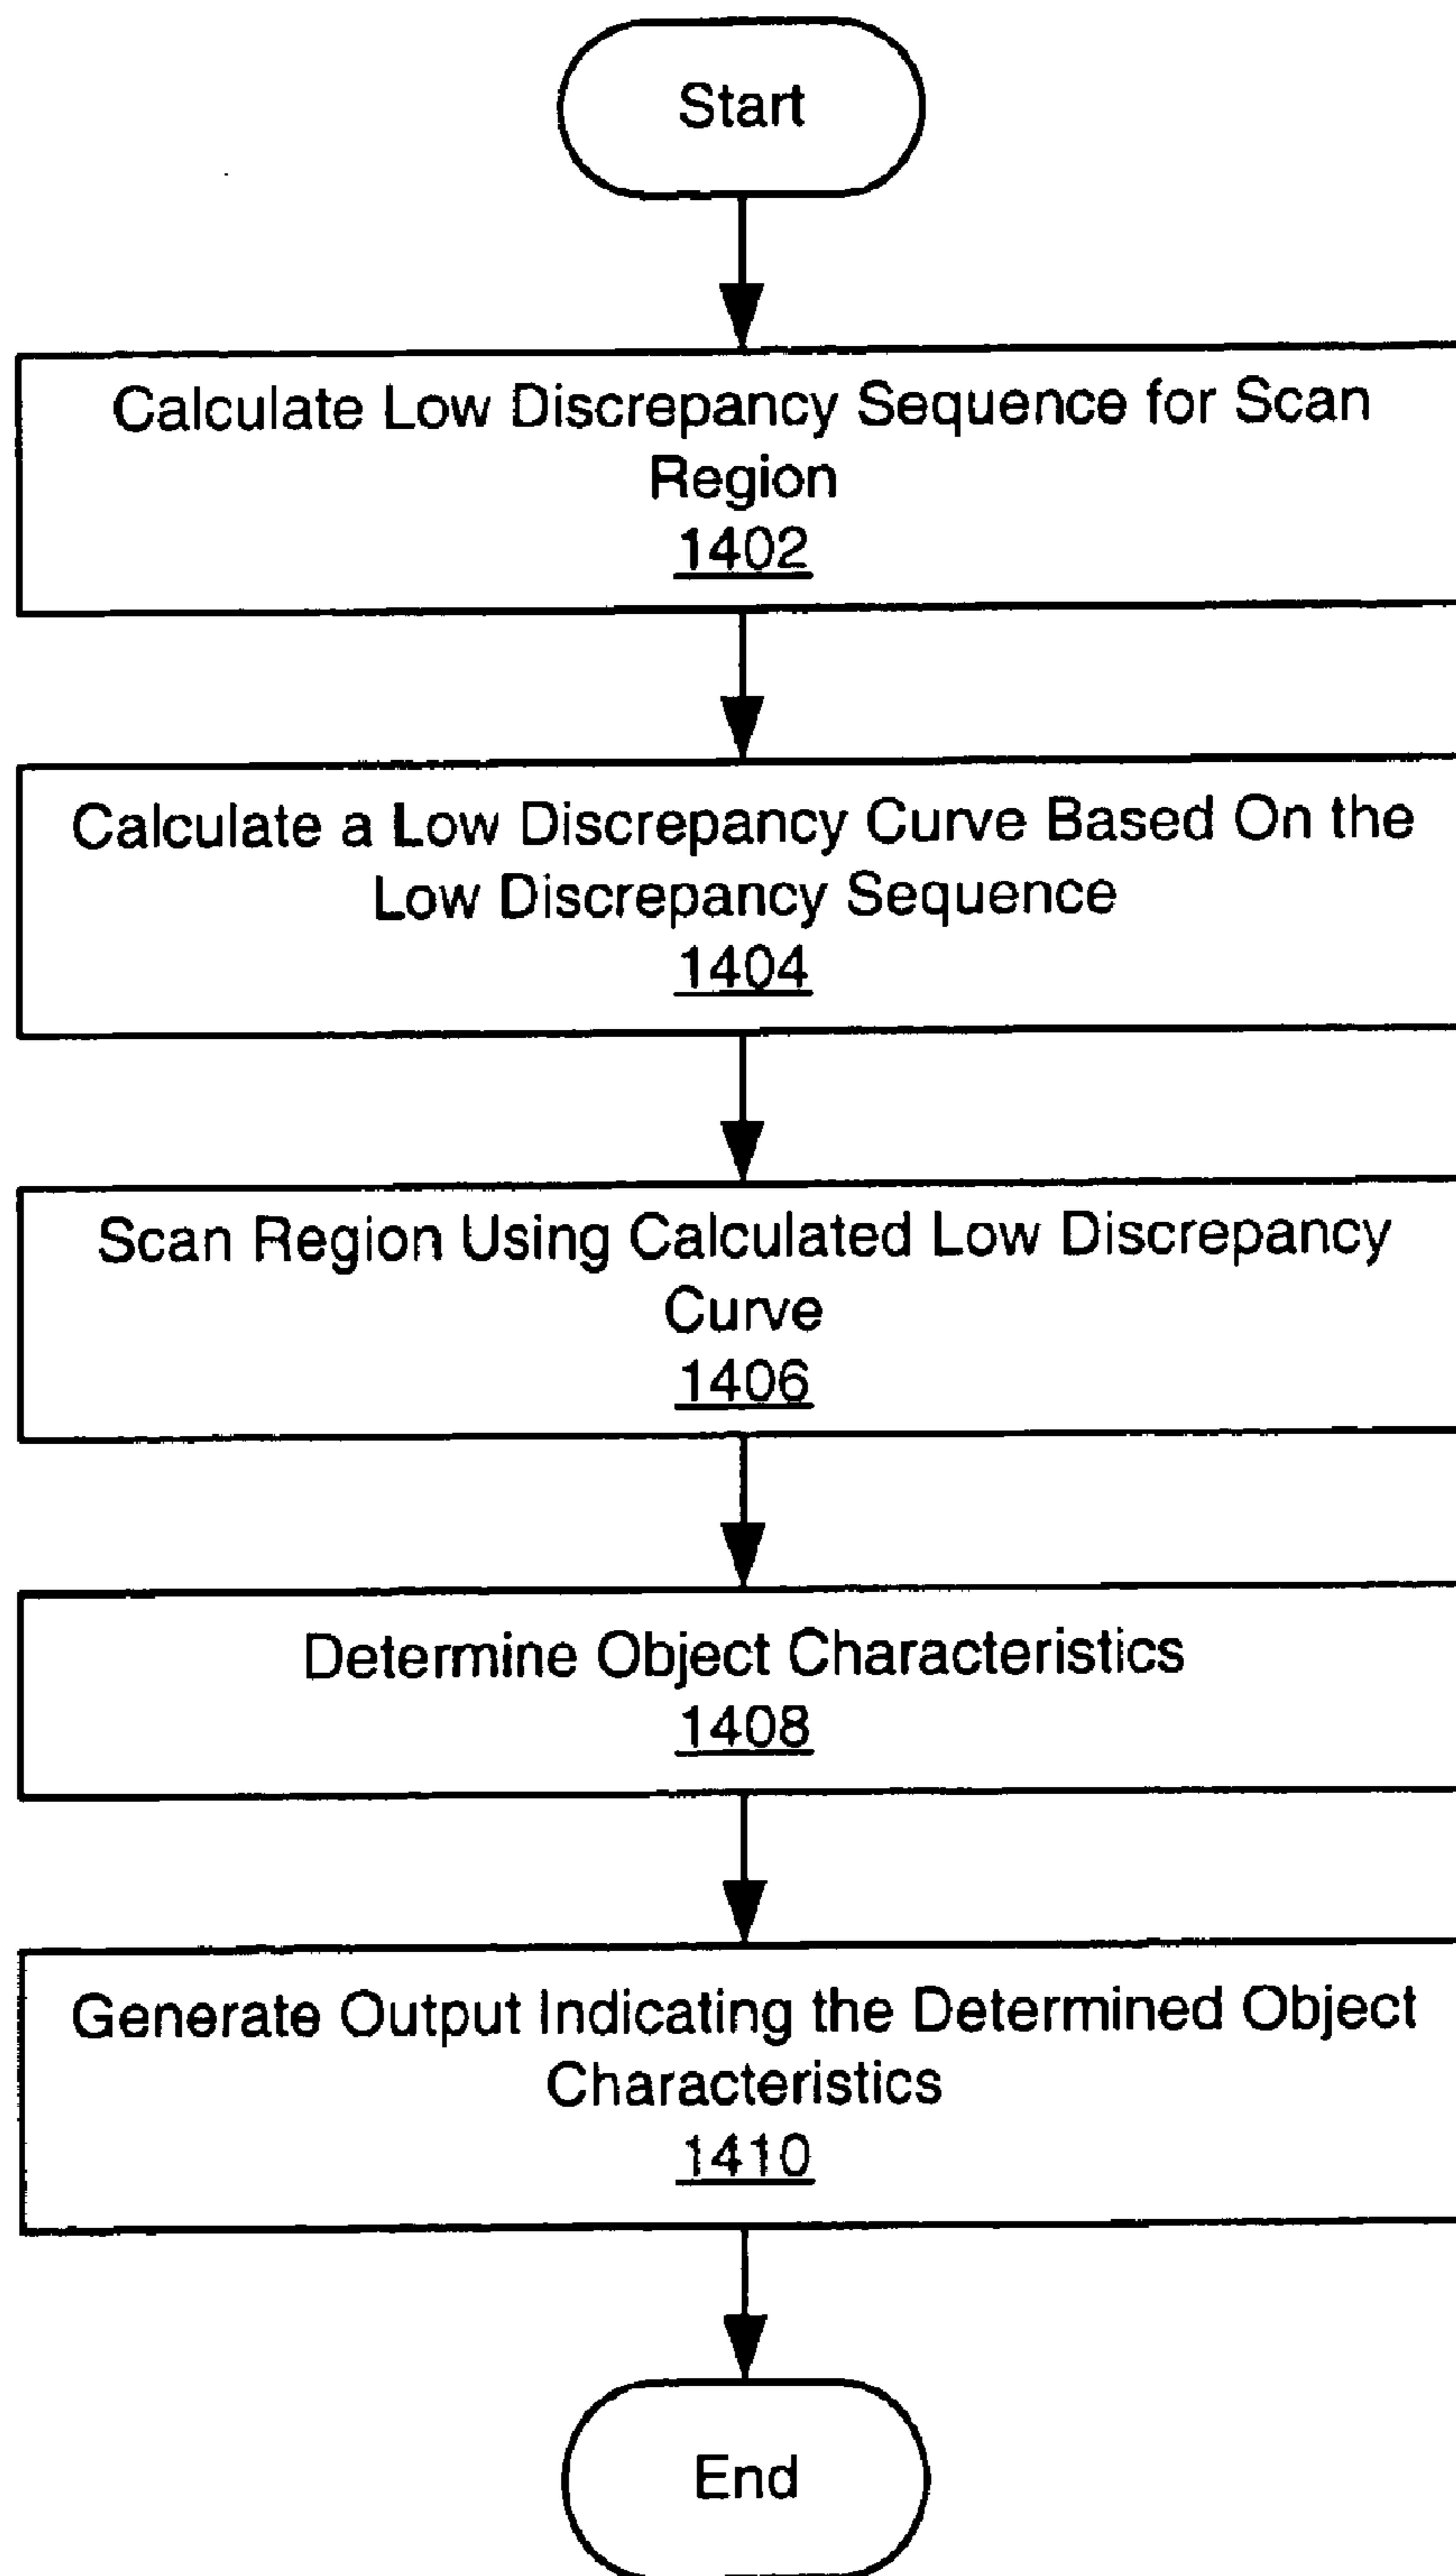 Start
Calculate Low Discrepancy Sequence for Scan
Region
1402
Calculate a Low Discrepancy Curve Based On the
Low Discrepancy Sequence
1404
Scan Region Using Calculated Low Discrepancy
Curve
1406
Determine Object Characteristics
1408
Generate Output Indicating the Determined Object
Characteristics
1410
End